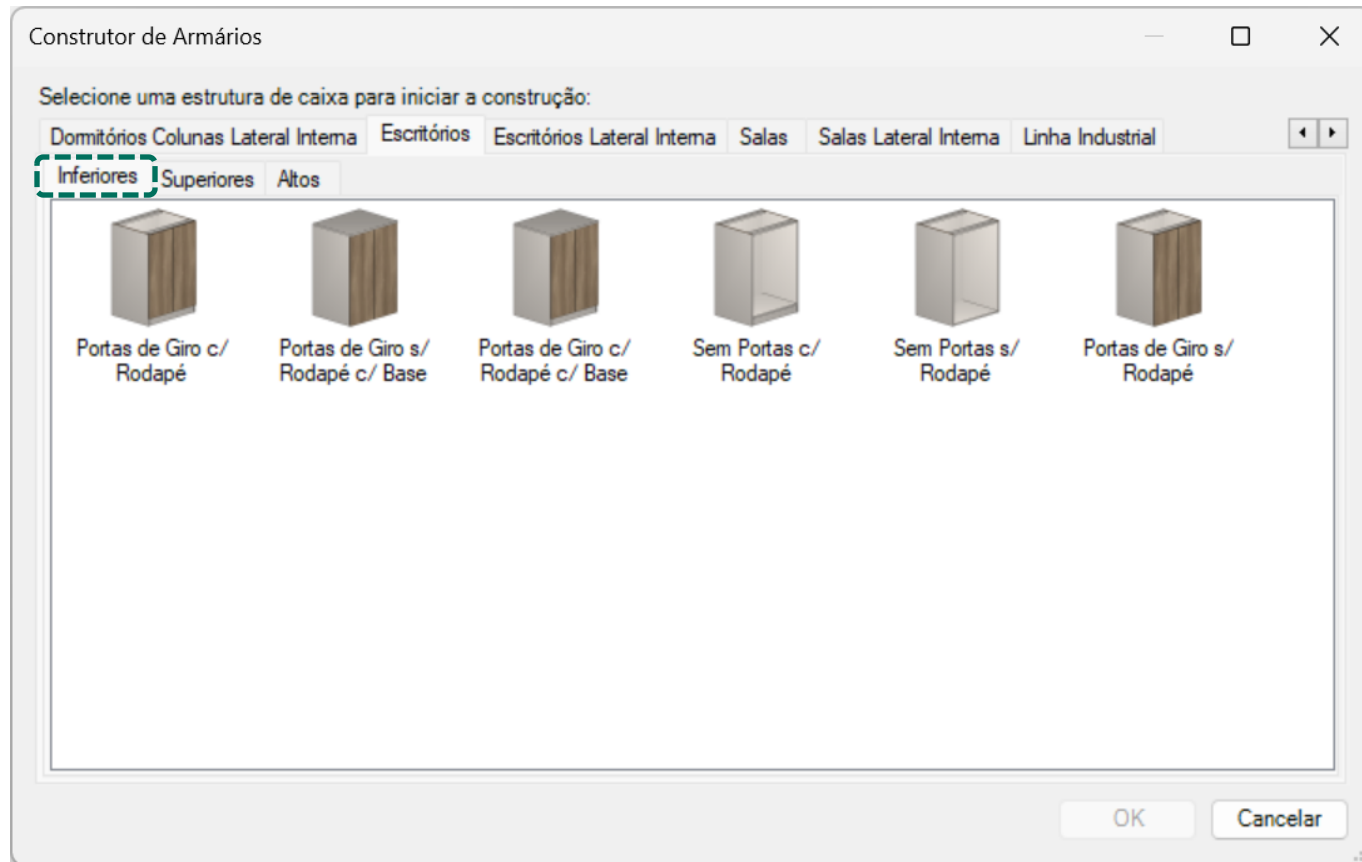 Construtor de Armários
Selecione uma estrutura de caixa para iniciar a construção:
Dormitórios Colunas Lateral Interna Escritórios Escritórios Lateral Interna Salas Salas Lateral Interna Linha Industrial
Inferiores Superiores Altos
Portas de Giro c/ Portas de Giro s/ Portas de Giro c/ Sem Portas c/ Sem Portas s/ Portas de Giro s/
Rodapé Rodapé c/ Base Rodapé c/ Base Rodapé Rodapé Rodapé
OK Cancelar